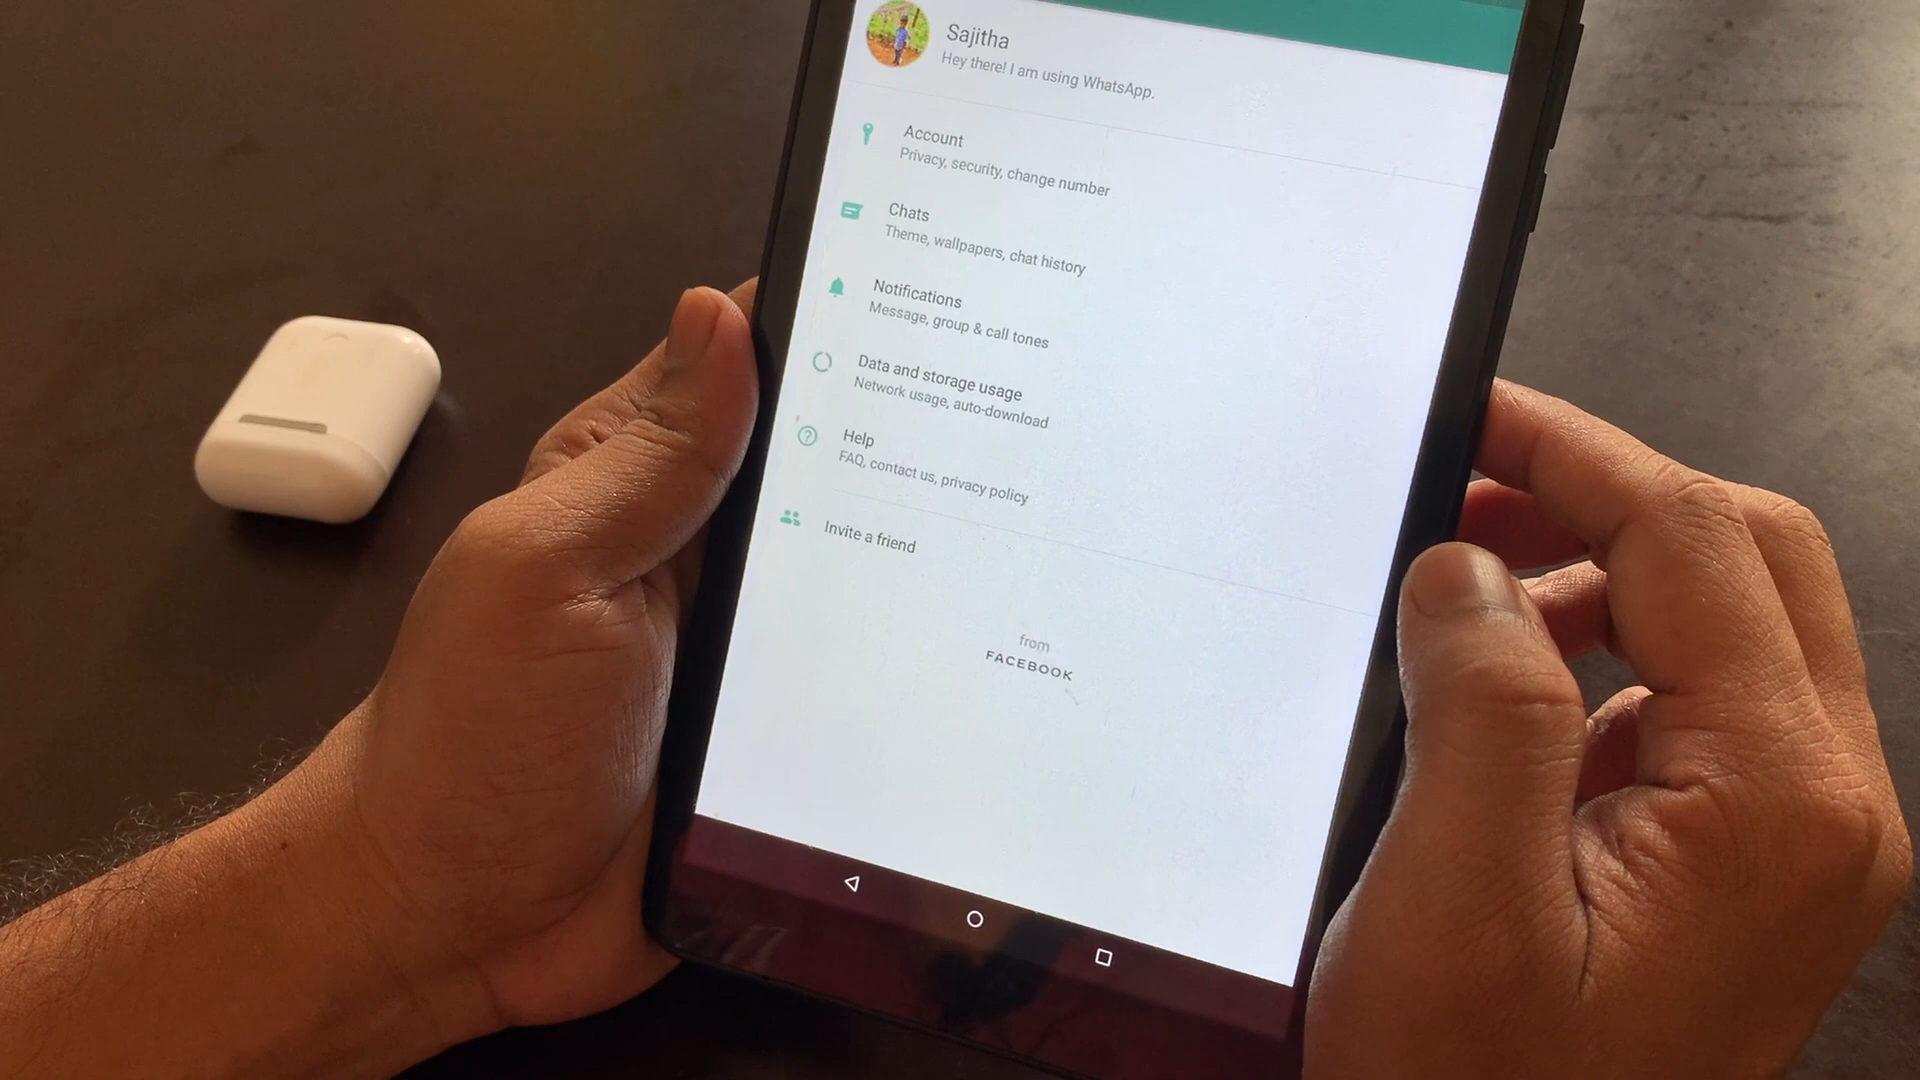 Sajitha
Hey there! I am using WhatsApp.
Account
Privacy, security, change number
Chats
Theme, wallpapers, chat history
Notifications
Message, group & call tones
Data and storage usage
Network usage, auto-download
Help
FAQ, contact us, privacy policy
Invite a friend
from
FACEBOOK